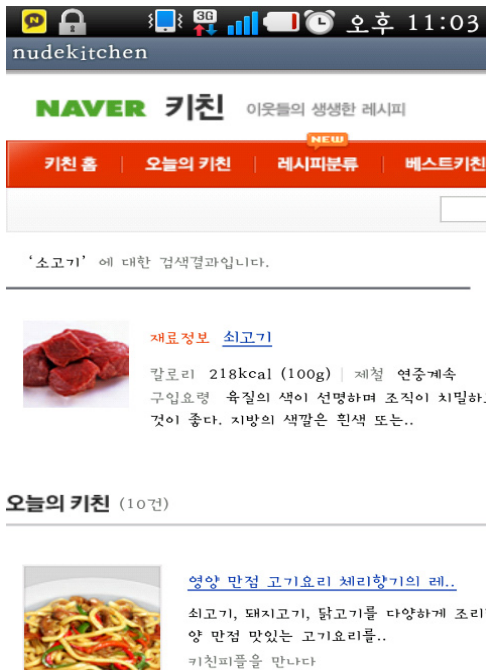 3G 오후 11:03
nudekitchen
NAVER 키친 이웃들의 생생한 레시피
NEW
키친 홈 | 오늘의 키친 | 레시피분류 | 베스트키친
'소고기' 에 대한 검색결과입니다.
재료정보 쇠고기
칼로리 218kcal (100g) | 제철 연중계속
구입요령 육질의 색이 선명하며 조직이 치밀하
것이 좋다. 지방의 색깔은 흰색 또는..
오늘의 키친 (10건)
영양 만점 고기요리 체리향기의 레..
쇠고기, 돼지고기, 닭고기를 다양하게 조리
양 만점 맛있는 고기요리를..
키친피플을 만나다